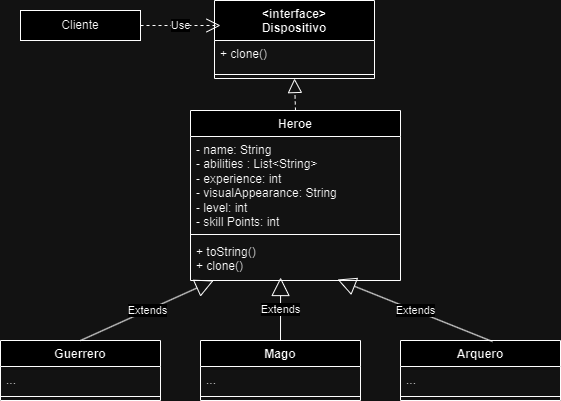 Cliente
Use
<interface>
Dispositivo
+ clone()
Heroe
- name: String
- abilities : List<String>
- experience: int
- visualAppearance: String
- level: int
- skill Points: int
+ toString()
+ clone()
Extends
Extends
Extends
Guerrero
...
Mago
...
Arquero
...